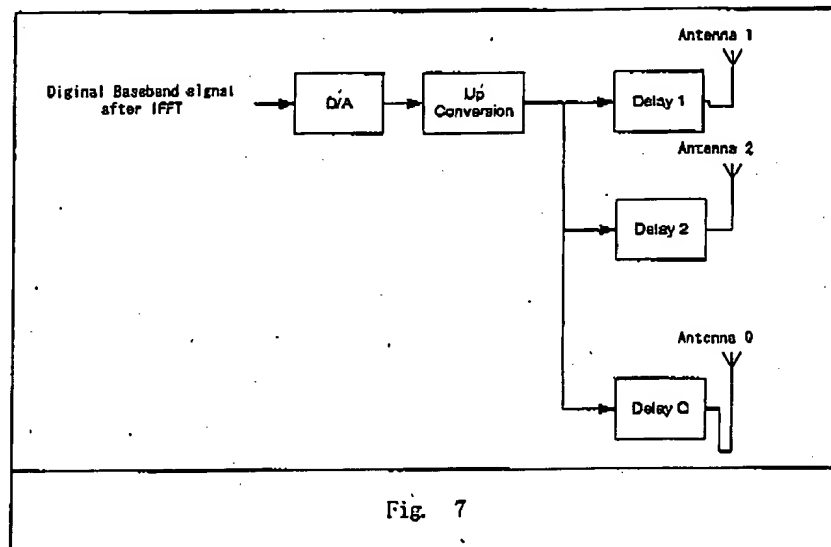 Antenna 1
Diginal Baseband signal
after IFFT
D/A
Up
Conversion
Delay 1
Antenna 2
Delay 2
Antenna Q
Delay Q
Fig. 7